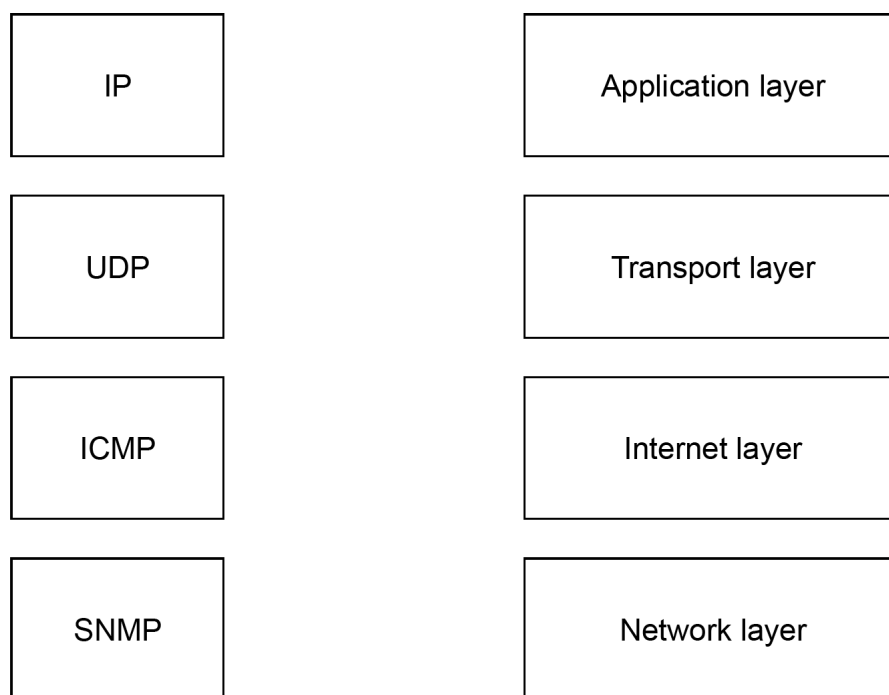 IP
Application layer
UDP
Transport layer
ICMP
Internet layer
SNMP
Network layer